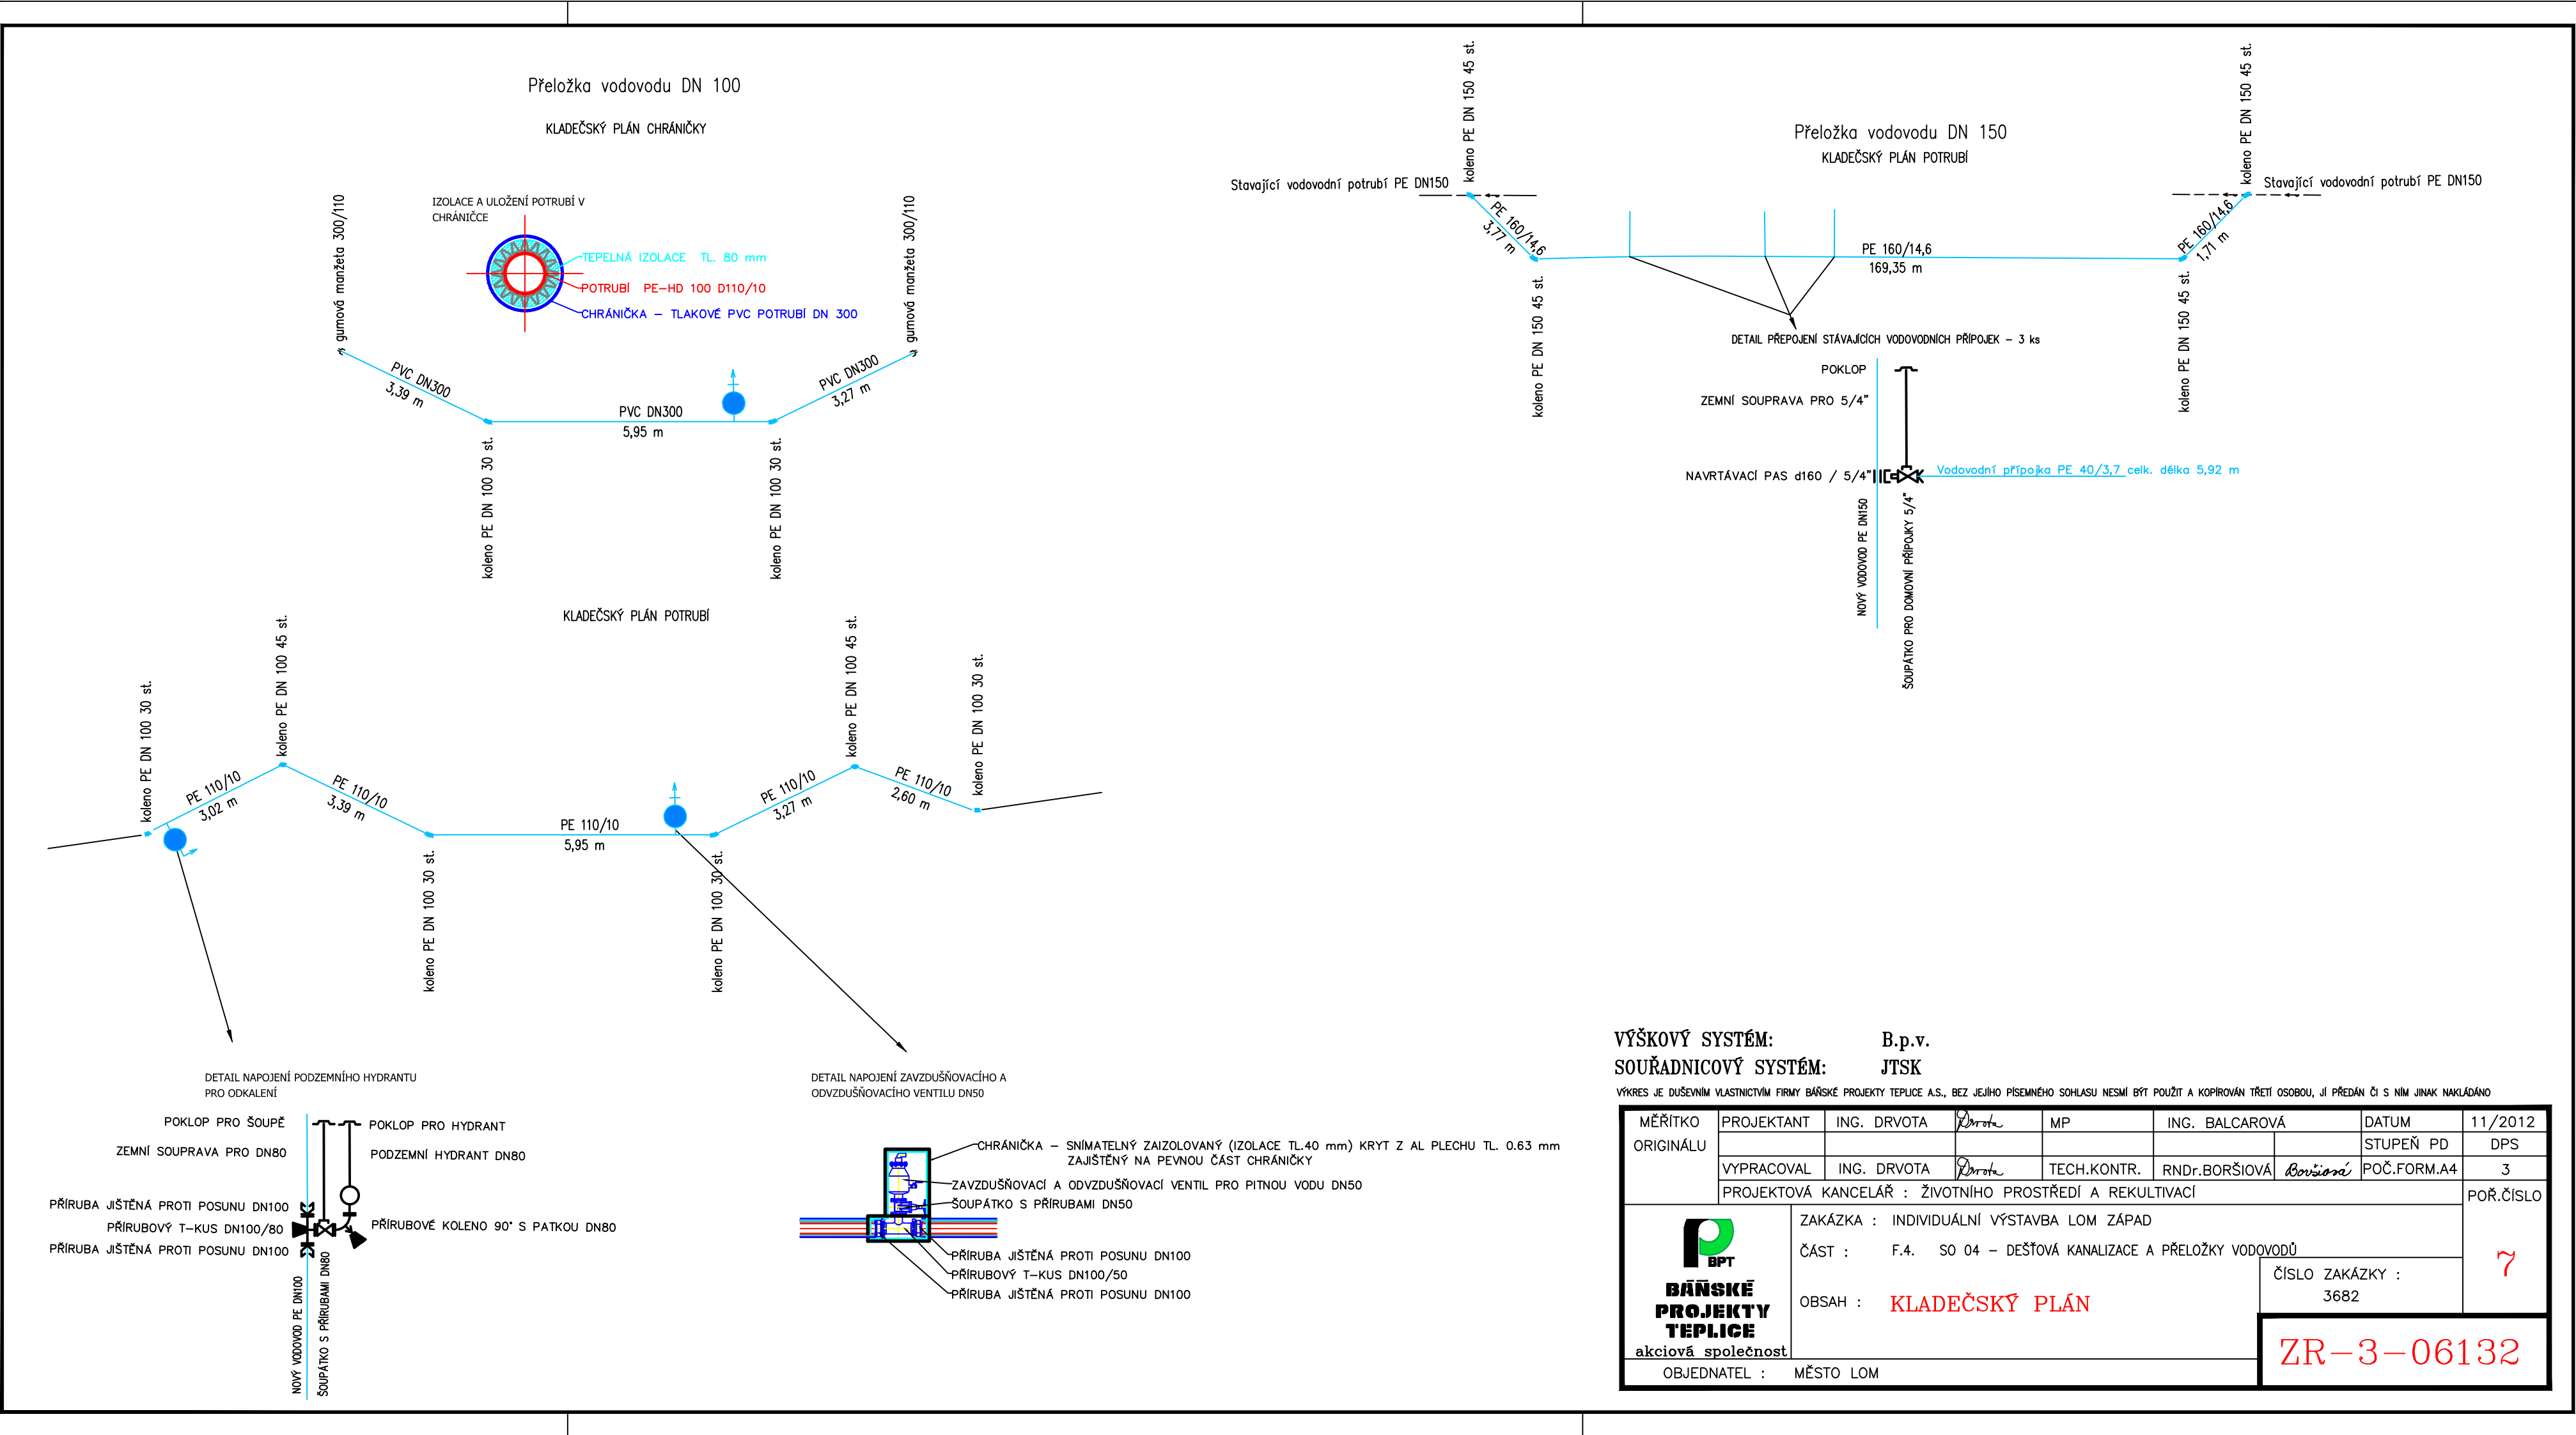 Přeložka vodovodu DN 100
KLADEČSKÝ PLÁN CHRÁNIČKY
IZOLACE A ULOŽENÍ POTRUBÍ V
CHRÁNIČCE
TEPELNÁ IZOLACE TL. 80 mm
POTRUBÍ PE-HD 100 D110/10
CHRÁNIČKA - TLAKOVÉ PVC POTRUBÍ DN 300
gumová manžeta 300/110
gumová manžeta 300/110
PVC DN300
3,39 m
PVC DN300
5,95 m
PVC DN300
3,27 m
koleno PE DN 100 30 st.
koleno PE DN 100 30 st.
KLADEČSKÝ PLÁN POTRUBÍ
koleno PE DN 100 30 st.
koleno PE DN 100 45 st.
koleno PE DN 100 45 st.
koleno PE DN 100 30 st.
PE 110/10
3,02 m
PE 110/10
3,39 m
PE 110/10
5,95 m
PE 110/10
3,27 m
PE 110/10
2,60 m
koleno PE DN 100 30 st.
koleno PE DN 100 30 st.
DETAIL NAPOJENÍ PODZEMNÍHO HYDRANTU
PRO ODKALENÍ
POKLOP PRO ŠOUPĚ
POKLOP PRO HYDRANT
ZEMNÍ SOUPRAVA PRO DN80
PODZEMNÍ HYDRANT DN80
PŘÍRUBA JIŠTĚNÁ PROTI POSUNU DN100
PŘÍRUBOVÝ T-KUS DN100/80
PŘÍRUBOVÉ KOLENO 90° S PATKOU DN80
PŘÍRUBA JIŠTĚNÁ PROTI POSUNU DN100
NOVÝ VODOVOD PE DN100
ŠOUPÁTKO S PŘÍRUBAMI DN80
DETAIL NAPOJENÍ ZAVZDUŠŇOVACÍHO A
ODVZDUŠŇOVACÍHO VENTILU DN50
CHRÁNIČKA - SNÍMATELNÝ ZAIZOLOVANÝ (IZOLACE TL.40 mm) KRYT Z AL PLECHU TL. 0.63 mm
ZAJIŠTĚNÝ NA PEVNOU ČÁST CHRÁNIČKY
ZAVZDUŠŇOVACÍ A ODVZDUŠŇOVACÍ VENTIL PRO PITNOU VODU DN50
ŠOUPÁTKO S PŘÍRUBAMI DN50
PŘÍRUBA JIŠTĚNÁ PROTI POSUNU DN100
PŘÍRUBOVÝ T-KUS DN100/50
PŘÍRUBA JIŠTĚNÁ PROTI POSUNU DN100
Přeložka vodovodu DN 150
KLADEČSKÝ PLÁN POTRUBÍ
koleno PE DN 150 45 st.
koleno PE DN 150 45 st.
Stavající vodovodní potrubí PE DN150
Stavající vodovodní potrubí PE DN150
PE 160/14,6
3,77 m
PE 160/14,6
169,35 m
PE 160/14,6
1,71 m
koleno PE DN 150 45 st.
koleno PE DN 150 45 st.
DETAIL PŘEPOJENÍ STÁVAJÍCÍCH VODOVODNÍCH PŘÍPOJEK - 3 ks
POKLOP
ZEMNÍ SOUPRAVA PRO 5/4"
NAVRTÁVACÍ PAS d160 / 5/4"
Vodovodní přípojka PE 40/3,7 celk. délka 5,92 m
NOVÝ VODOVOD PE DN150
ŠOUPÁTKO PRO DOMOVNÍ PŘÍPOJKY 5/4"
VÝŠKOVÝ SYSTÉM: B.p.v.
SOUŘADNICOVÝ SYSTÉM: JTSK
VÝKRES JE DUŠEVNÍM VLASTNICTVÍM FIRMY BÁŇSKÉ PROJEKTY TEPLICE A.S., BEZ JEJÍHO PÍSEMNÉHO SOHLASU NESMÍ BÝT POUŽIT A KOPÍROVÁN TŘETÍ OSOBOU, JÍ PŘEDÁN ČI S NÍM JINAK NAKLÁDÁNO
MĚŘÍTKO PROJEKTANT ING. DRVOTA Drvota MP ING. BALCAROVÁ DATUM 11/2012
ORIGINÁLU STUPEŇ PD DPS
VYPRACOVAL ING. DRVOTA Drvota TECH.KONTR. RNDr.BORŠIOVÁ Boršiová POČ.FORM.A4 3
PROJEKTOVÁ KANCELÁŘ : ŽIVOTNÍHO PROSTŘEDÍ A REKULTIVACÍ POŘ.ČÍSLO
ZAKÁZKA : INDIVIDUÁLNÍ VÝSTAVBA LOM ZÁPAD
ČÁST : F.4. SO 04 - DEŠŤOVÁ KANALIZACE A PŘELOŽKY VODOVODŮ
7
BPT
BÁŇSKÉ
PROJEKTY
TEPLICE
akciová společnost
OBSAH : KLADEČSKÝ PLÁN
ČÍSLO ZAKÁZKY :
3682
ZR-3-06132
OBJEDNATEL : MĚSTO LOM